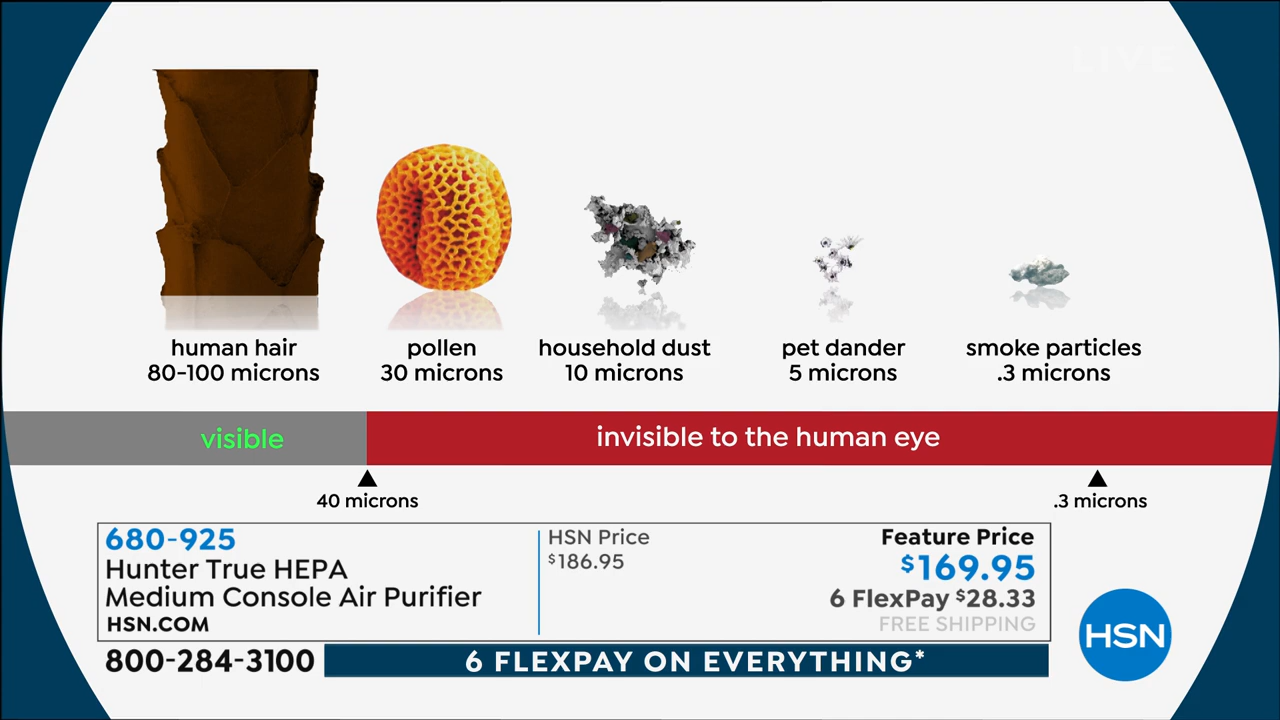 LIVE
human hair
80-100 microns
pollen
30 microns
household dust
10 microns
pet dander
5 microns
smoke particles
.3 microns
visible
invisible to the human eye
40 microns
.3 microns
680-925
Hunter True HEPA
Medium Console Air Purifier
HSN.COM
HSN Price
$186.95
Feature Price
$169.95
6 FlexPay $28.33
FREE SHIPPING
HSN
800-284-3100
6 FLEXPAY ON EVERYTHING*